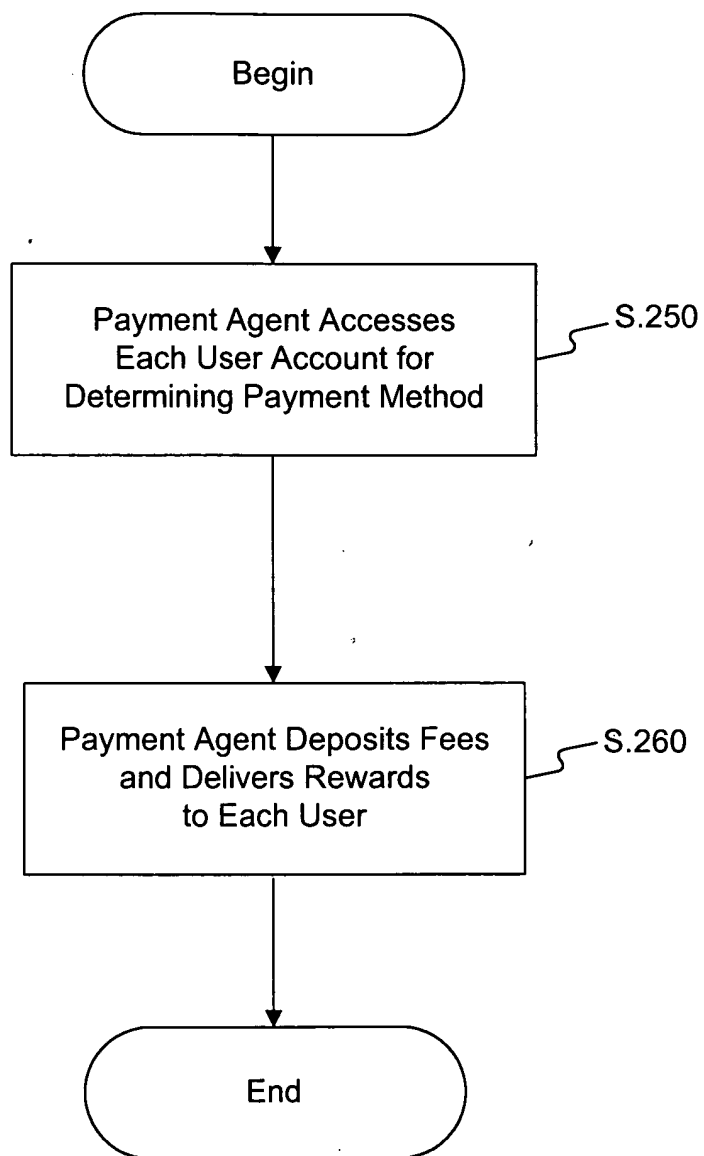 Begin
Payment Agent Accesses
Each User Account for
Determining Payment Method
S.250
Payment Agent Deposits Fees
and Delivers Rewards
to Each User
S.260
End